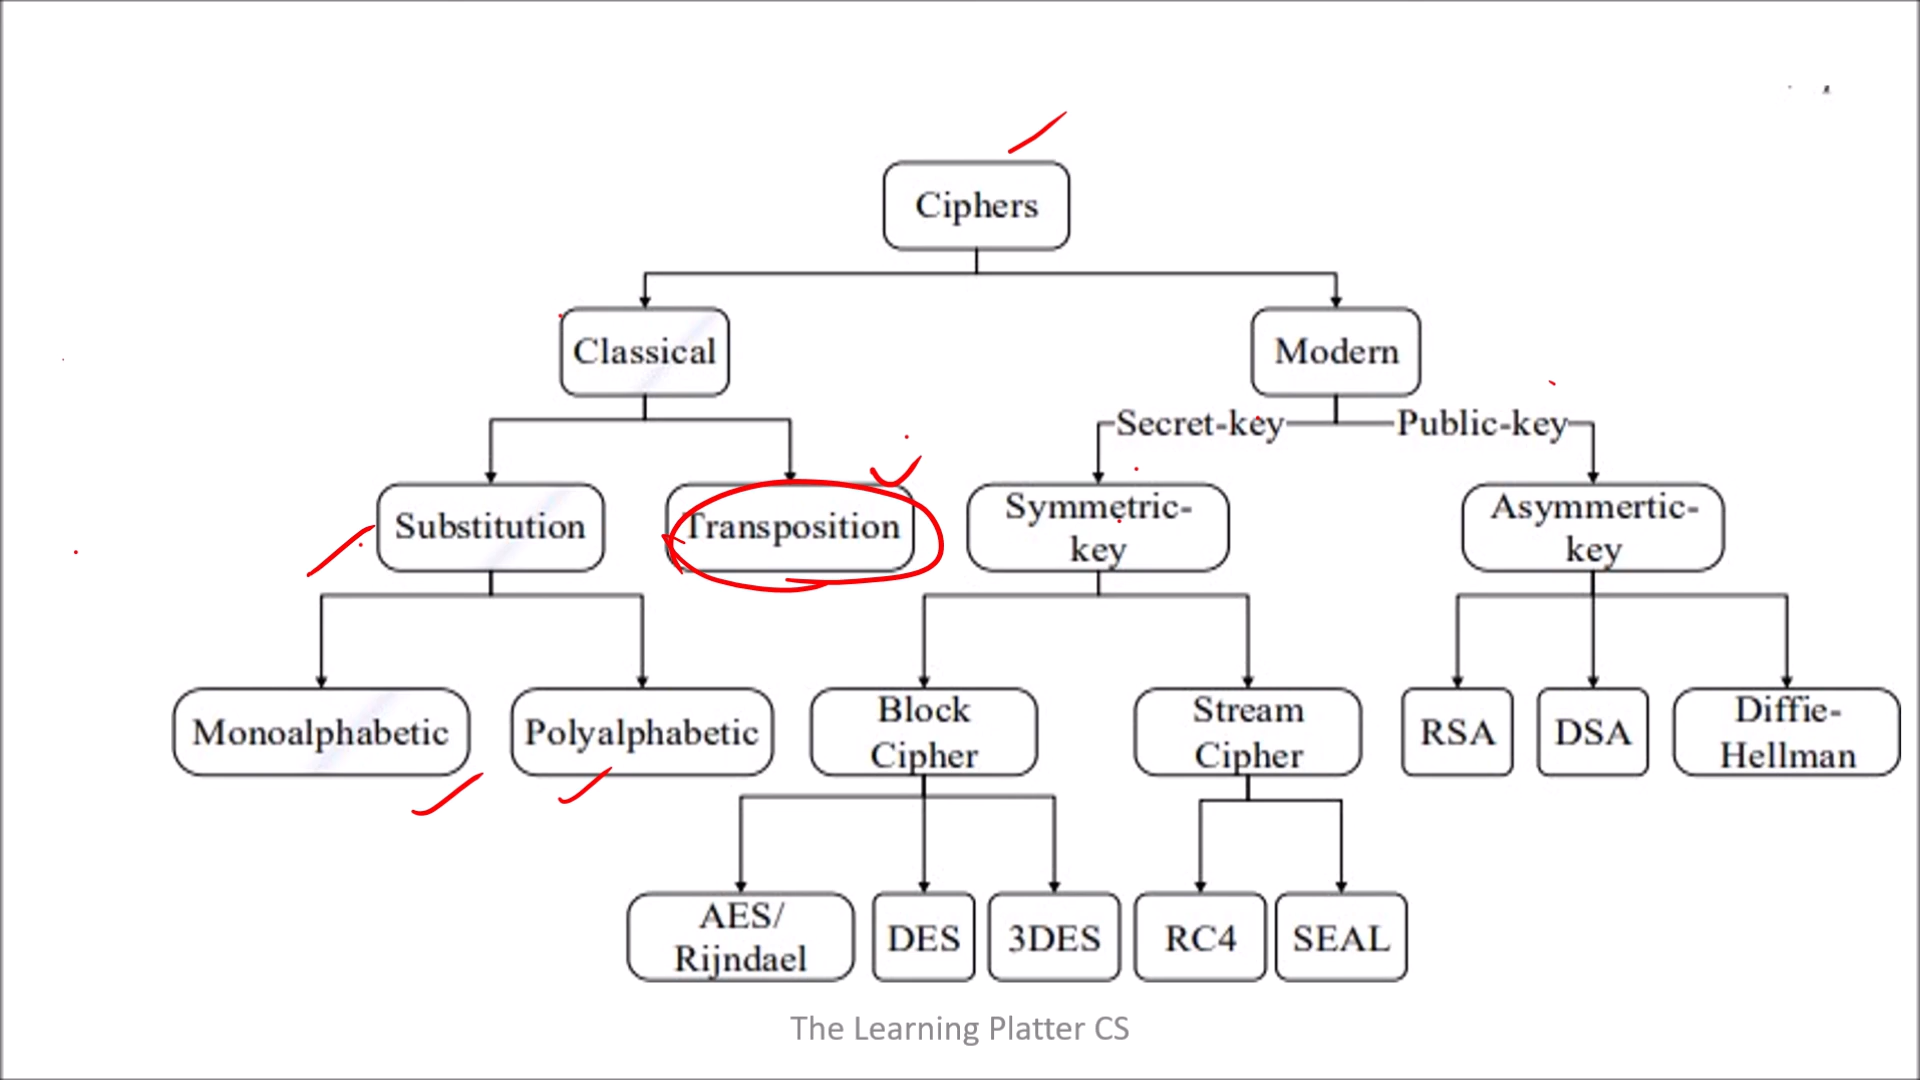 Ciphers
Classical
Modern
Secret-key
Public-key
Substitution
Transposition
Symmetric-
key
Asymmertic-
key
Monoalphabetic
Polyalphabetic
Block
Cipher
Stream
Cipher
RSA
DSA
Diffie-
Hellman
AES/
Rijndael
DES
3DES
RC4
SEAL
The Learning Platter CS